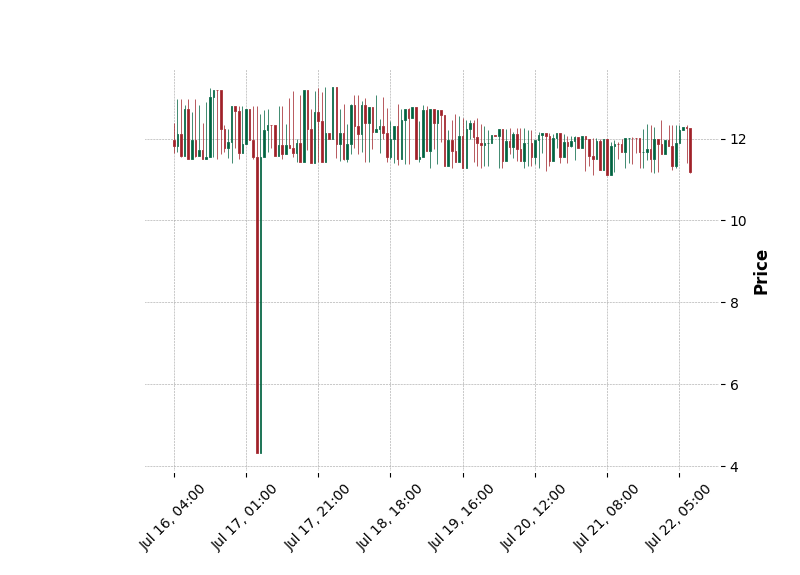 12
10
8
6
4
Price
Jul 16, 04:00
Jul 17, 01:00
Jul 17, 21:00
Jul 18, 18:00
Jul 19, 16:00
Jul 20, 12:00
Jul 21, 08:00
Jul 22, 05:00